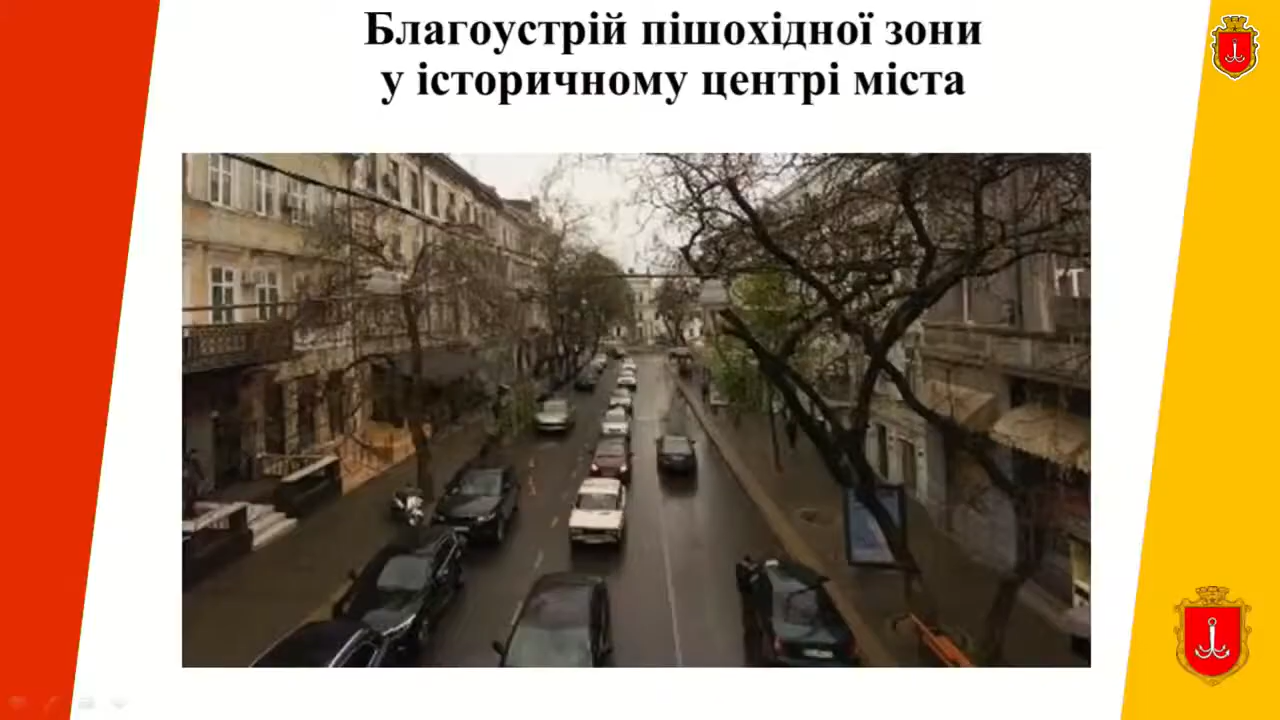 Благоустрій пішохідної зони
у історичному центрі міста